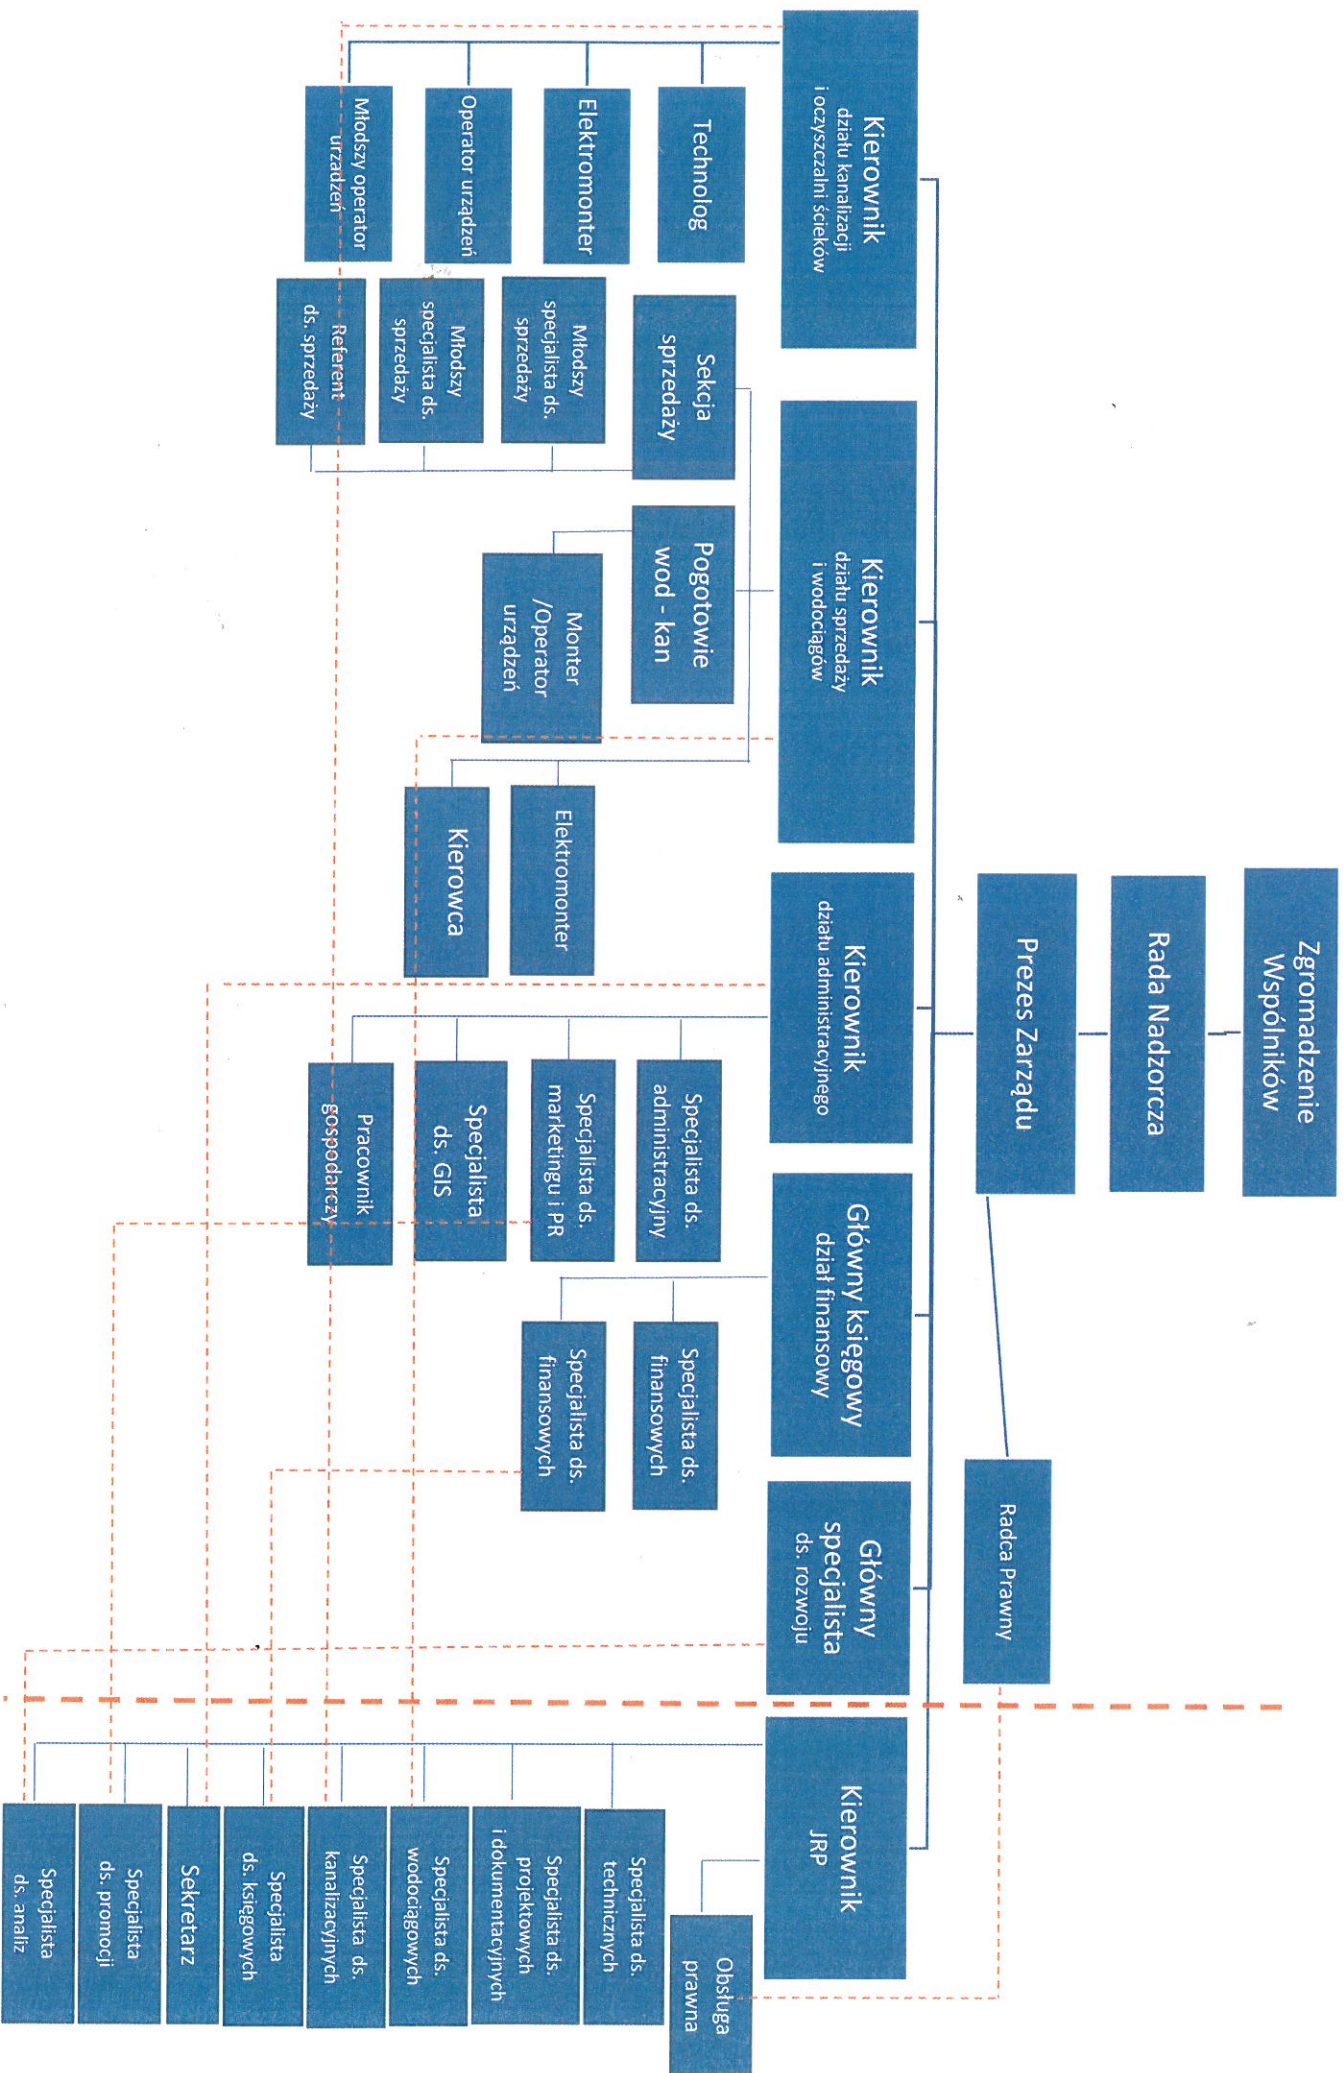 Zgromadzenie
Wspólników
Rada Nadzorcza
Prezes Zarządu
Radca Prawny
Kierownik
działu kanalizacji
i oczyszczalni ścieków
Technolog
Elektromonter
Operator urządzeń
Młodszy operator
urzadzeń
Kierownik
działu sprzedaży
i wodociągów
Sekcja
sprzedaży
Młodszy
specjalista ds.
sprzedaży
Młodszy
specjalista ds.
sprzedaży
Referent
ds. sprzedaży
Pogotowie
wod - kan
Monter
/Operator
urządzeń
Elektromonter
Kierowca
Kierownik
działu administracyjnego
Specjalista ds.
administracyjny
Specjalista ds.
marketingu i PR
Specjalista
ds. GIS
Pracownik
gospodarczy
Główny księgowy
dział finansowy
Specjalista ds.
finansowych
Specjalista ds.
finansowych
Główny
specjalista
ds. rozwoju
Kierownik
JRP
Obsługa
prawna
Specjalista ds.
technicznych
Specjalista ds.
projektowych
i dokumentacyjnych
Specjalista ds.
wodociągowych
Specjalista ds.
kanalizacyjnych
Specjalista
ds. księgowych
Sekretarz
Specjalista
ds. promocji
Specjalista
ds. analiz